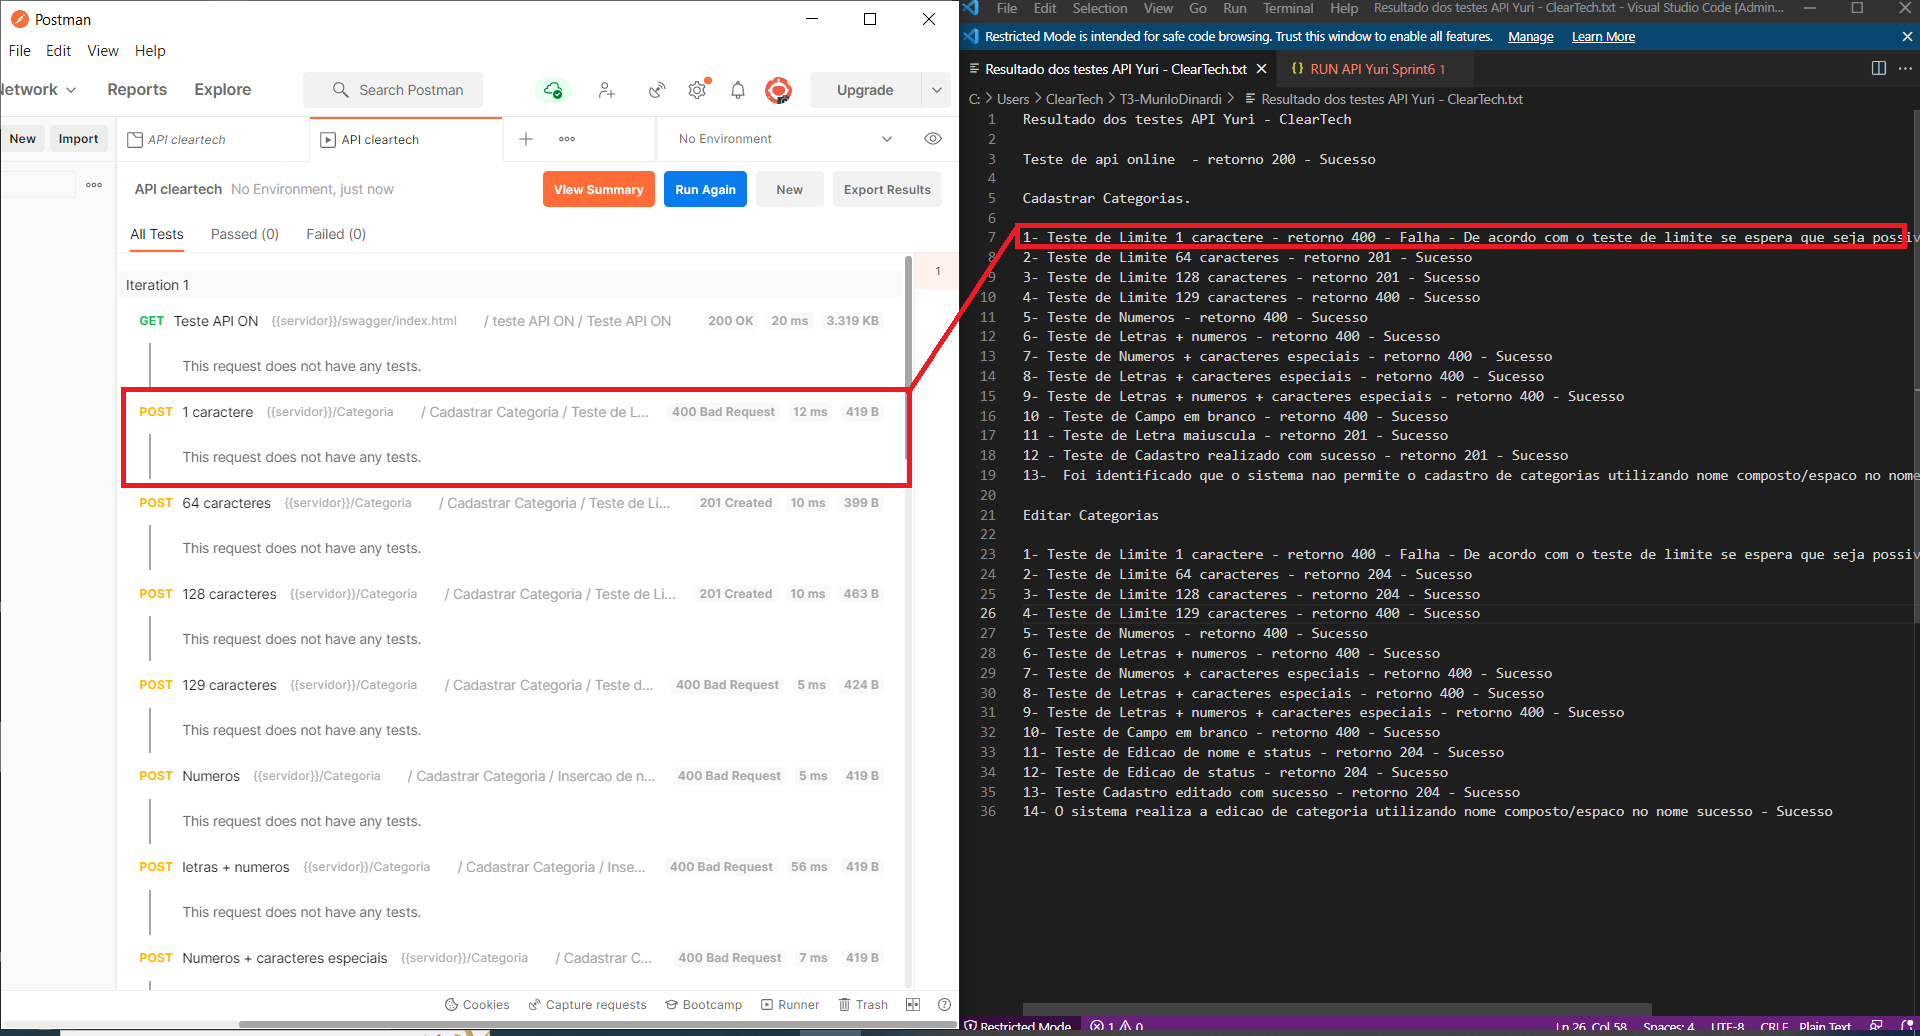 Postman
File Edit View Help
Network Reports Explore Search Postman Upgrade
New Import API cleartech API cleartech No Environment
API cleartech No Environment, just now View Summary Run Again New Export Results
All Tests Passed (0) Failed (0)
1
Iteration 1
GET Teste API ON {{servidor}}/swagger/index.html / teste API ON / Teste API ON 200 OK 20 ms 3.319 KB
This request does not have any tests.
POST 1 caractere {{servidor}}/Categoria / Cadastrar Categoria / Teste de L... 400 Bad Request 12 ms 419 B
This request does not have any tests.
POST 64 caracteres {{servidor}}/Categoria / Cadastrar Categoria / Teste de Li... 201 Created 10 ms 399 B
This request does not have any tests.
POST 128 caracteres {{servidor}}/Categoria / Cadastrar Categoria / Teste de Li... 201 Created 10 ms 463 B
This request does not have any tests.
POST 129 caracteres {{servidor}}/Categoria / Cadastrar Categoria / Teste d... 400 Bad Request 5 ms 424 B
This request does not have any tests.
POST Numeros {{servidor}}/Categoria / Cadastrar Categoria / Insercao de n... 400 Bad Request 5 ms 419 B
This request does not have any tests.
POST letras + numeros {{servidor}}/Categoria / Cadastrar Categoria / Inse... 400 Bad Request 56 ms 419 B
This request does not have any tests.
POST Numeros + caracteres especiais {{servidor}}/Categoria / Cadastrar C... 400 Bad Request 7 ms 419 B
Cookies Capture requests Bootcamp Runner Trash
File Edit Selection View Go Run Terminal Help Resultado dos testes API Yuri - ClearTech.txt - Visual Studio Code [Admin...
Restricted Mode is intended for safe code browsing. Trust this window to enable all features. Manage Learn More
Resultado dos testes API Yuri - ClearTech.txt {} RUN API Yuri Sprint6 1
C: > Users > ClearTech > T3-MuriloDinardi > Resultado dos testes API Yuri - ClearTech.txt
1 Resultado dos testes API Yuri - ClearTech
2
3 Teste de api online  - retorno 200 - Sucesso
4
5 Cadastrar Categorias.
6
7 1- Teste de Limite 1 caractere - retorno 400 - Falha - De acordo com o teste de limite se espera que seja possiv
8 2- Teste de Limite 64 caracteres - retorno 201 - Sucesso
9 3- Teste de Limite 128 caracteres - retorno 201 - Sucesso
10 4- Teste de Limite 129 caracteres - retorno 400 - Sucesso
11 5- Teste de Numeros - retorno 400 - Sucesso
12 6- Teste de Letras + numeros - retorno 400 - Sucesso
13 7- Teste de Numeros + caracteres especiais - retorno 400 - Sucesso
14 8- Teste de Letras + caracteres especiais - retorno 400 - Sucesso
15 9- Teste de Letras + numeros + caracteres especiais - retorno 400 - Sucesso
16 10 - Teste de Campo em branco - retorno 400 - Sucesso
17 11 - Teste de Letra maiuscula - retorno 201 - Sucesso
18 12 - Teste de Cadastro realizado com sucesso - retorno 201 - Sucesso
19 13-  Foi identificado que o sistema nao permite o cadastro de categorias utilizando nome composto/espaco no nome
20
21 Editar Categorias
22
23 1- Teste de Limite 1 caractere - retorno 400 - Falha - De acordo com o teste de limite se espera que seja possiv
24 2- Teste de Limite 64 caracteres - retorno 204 - Sucesso
25 3- Teste de Limite 128 caracteres - retorno 204 - Sucesso
26 4- Teste de Limite 129 caracteres - retorno 400 - Sucesso
27 5- Teste de Numeros - retorno 400 - Sucesso
28 6- Teste de Letras + numeros - retorno 400 - Sucesso
29 7- Teste de Numeros + caracteres especiais - retorno 400 - Sucesso
30 8- Teste de Letras + caracteres especiais - retorno 400 - Sucesso
31 9- Teste de Letras + numeros + caracteres especiais - retorno 400 - Sucesso
32 10- Teste de Campo em branco - retorno 400 - Sucesso
33 11- Teste de Edicao de nome e status - retorno 204 - Sucesso
34 12- Teste de Edicao de status - retorno 204 - Sucesso
35 13- Teste Cadastro editado com sucesso - retorno 204 - Sucesso
36 14- O sistema realiza a edicao de categoria utilizando nome composto/espaco no nome sucesso - Sucesso
Restricted Mode 1 0 Ln 26, Col 58 Spaces: 4 UTF-8 CRLF Plain Text